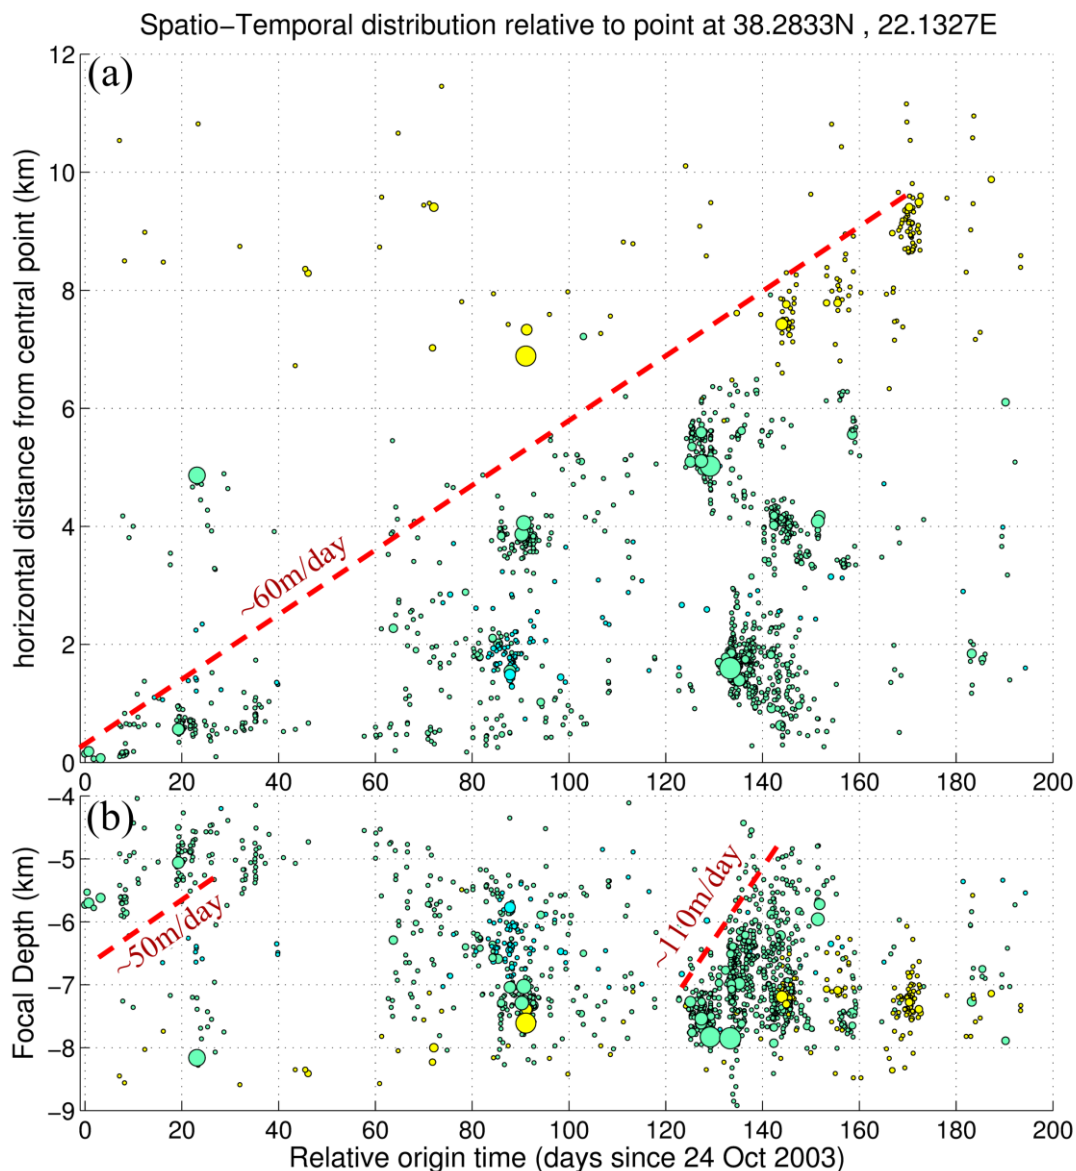 Spatio-Temporal distribution relative to point at 38.2833N , 22.1327E
(a)
horizontal distance from central point (km)
12
10
8
6
4
2
0
~60m/day
0 20 40 60 80 100 120 140 160 180 200
(b)
Focal Depth (km)
-4
-5
-6
-7
-8
-9
~50m/day
~110m/day
0 20 40 60 80 100 120 140 160 180 200
Relative origin time (days since 24 Oct 2003)